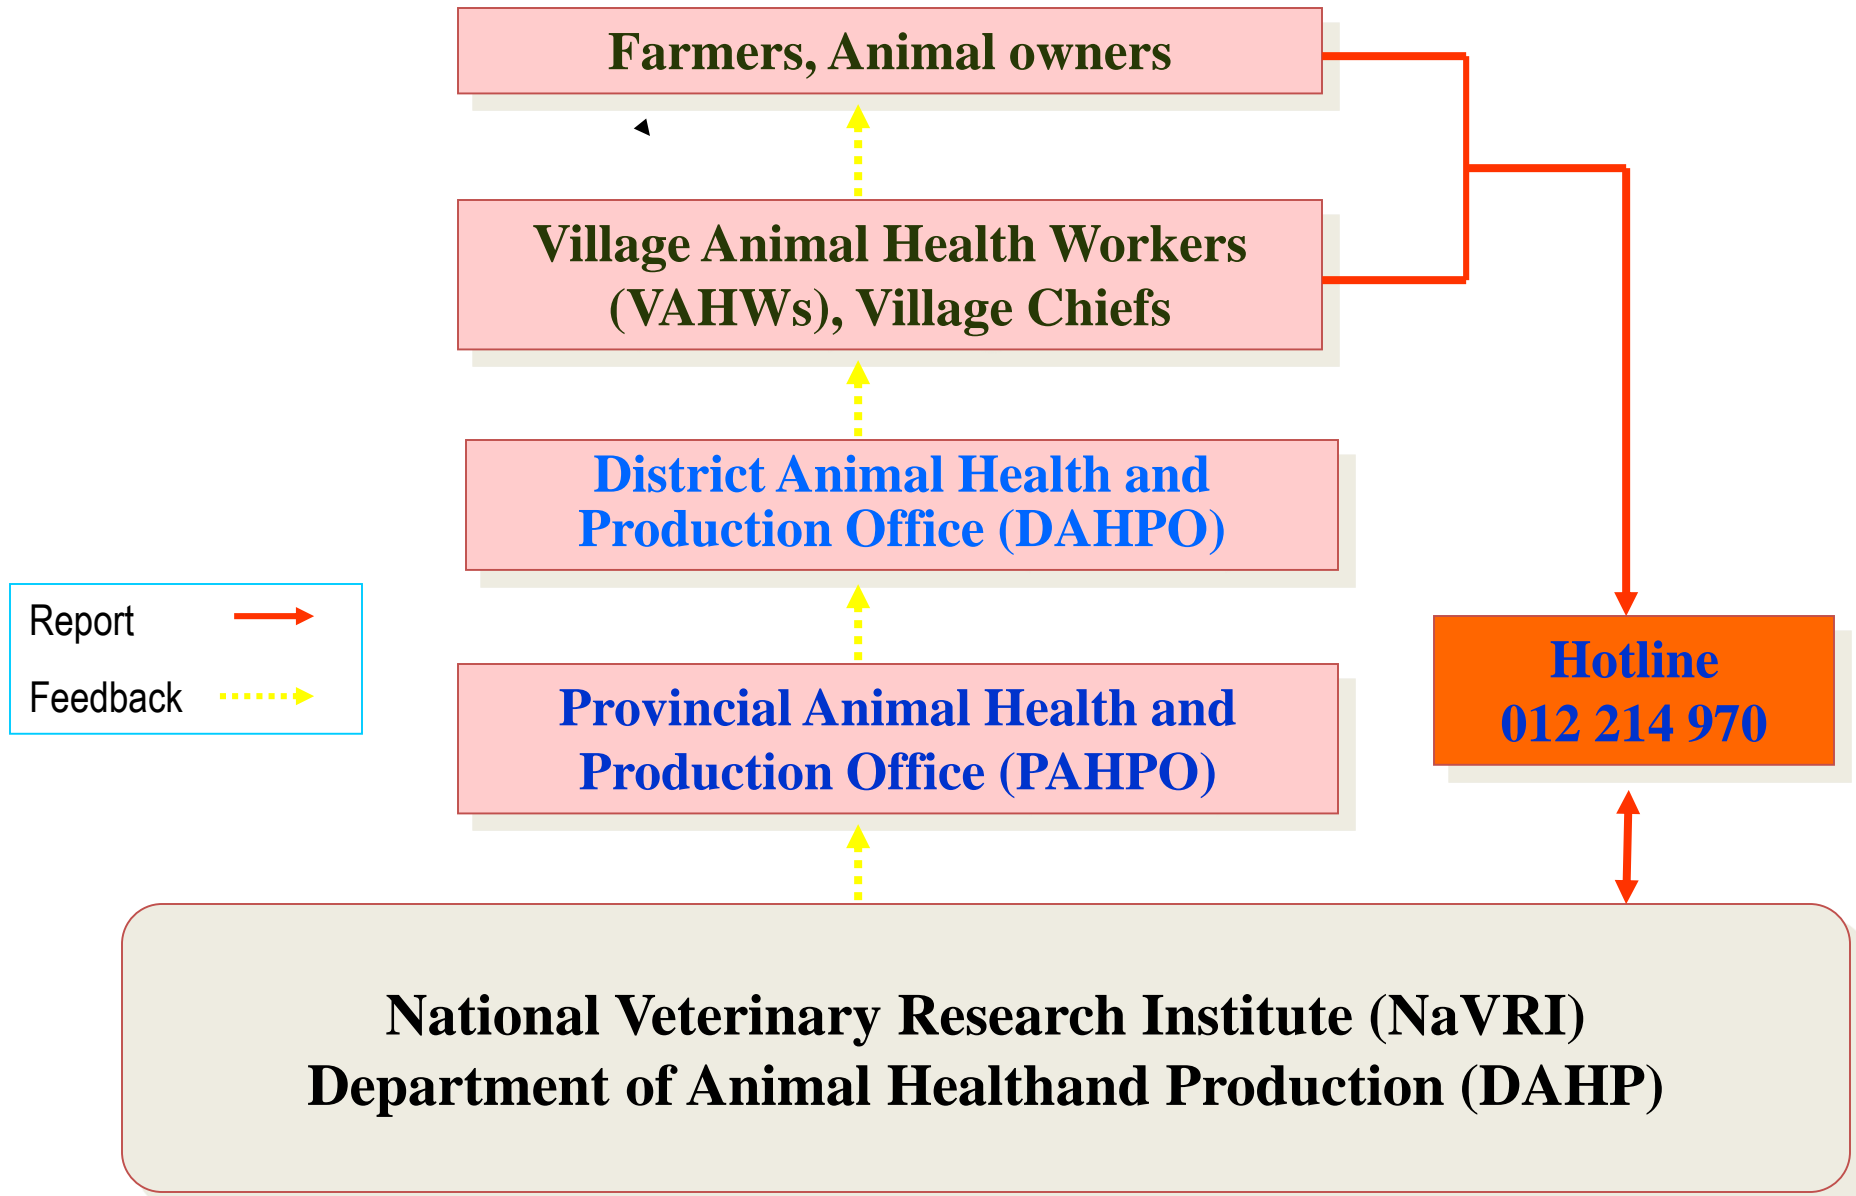 Farmers, Animal owners
Village Animal Health Workers
(VAHWs), Village Chiefs
District Animal Health and
Production Office (DAHPO)
Report
Feedback
Provincial Animal Health and
Production Office (PAHPO)
Hotline
012 214 970
National Veterinary Research Institute (NaVRI)
Department of Animal Healthand Production (DAHP)